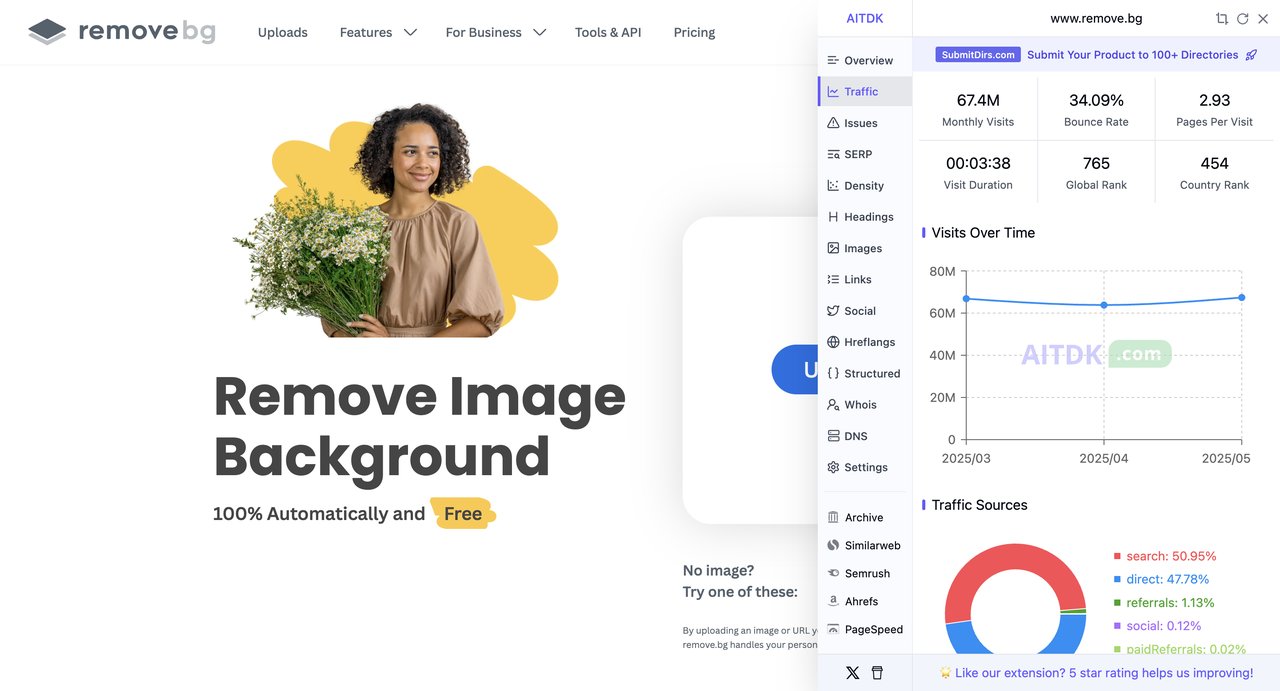 removebg
Uploads
Features
For Business
Tools & API
Pricing
Remove Image
Background
100% Automatically and Free
U
No image?
Try one of these:
By uploading an image or URL y
remove.bg handles your person
AITDK
Overview
Traffic
Issues
SERP
Density
Headings
Images
Links
Social
Hreflangs
Structured
Whois
DNS
Settings
Archive
Similarweb
Semrush
Ahrefs
PageSpeed
www.remove.bg
SubmitDirs.com Submit Your Product to 100+ Directories
67.4M
Monthly Visits
34.09%
Bounce Rate
2.93
Pages Per Visit
00:03:38
Visit Duration
765
Global Rank
454
Country Rank
Visits Over Time
80M
60M
40M
20M
0
AITDK .com
2025/03
2025/04
2025/05
Traffic Sources
search: 50.95%
direct: 47.78%
referrals: 1.13%
social: 0.12%
paidReferrals: 0.02%
🌟 Like our extension? 5 star rating helps us improving!